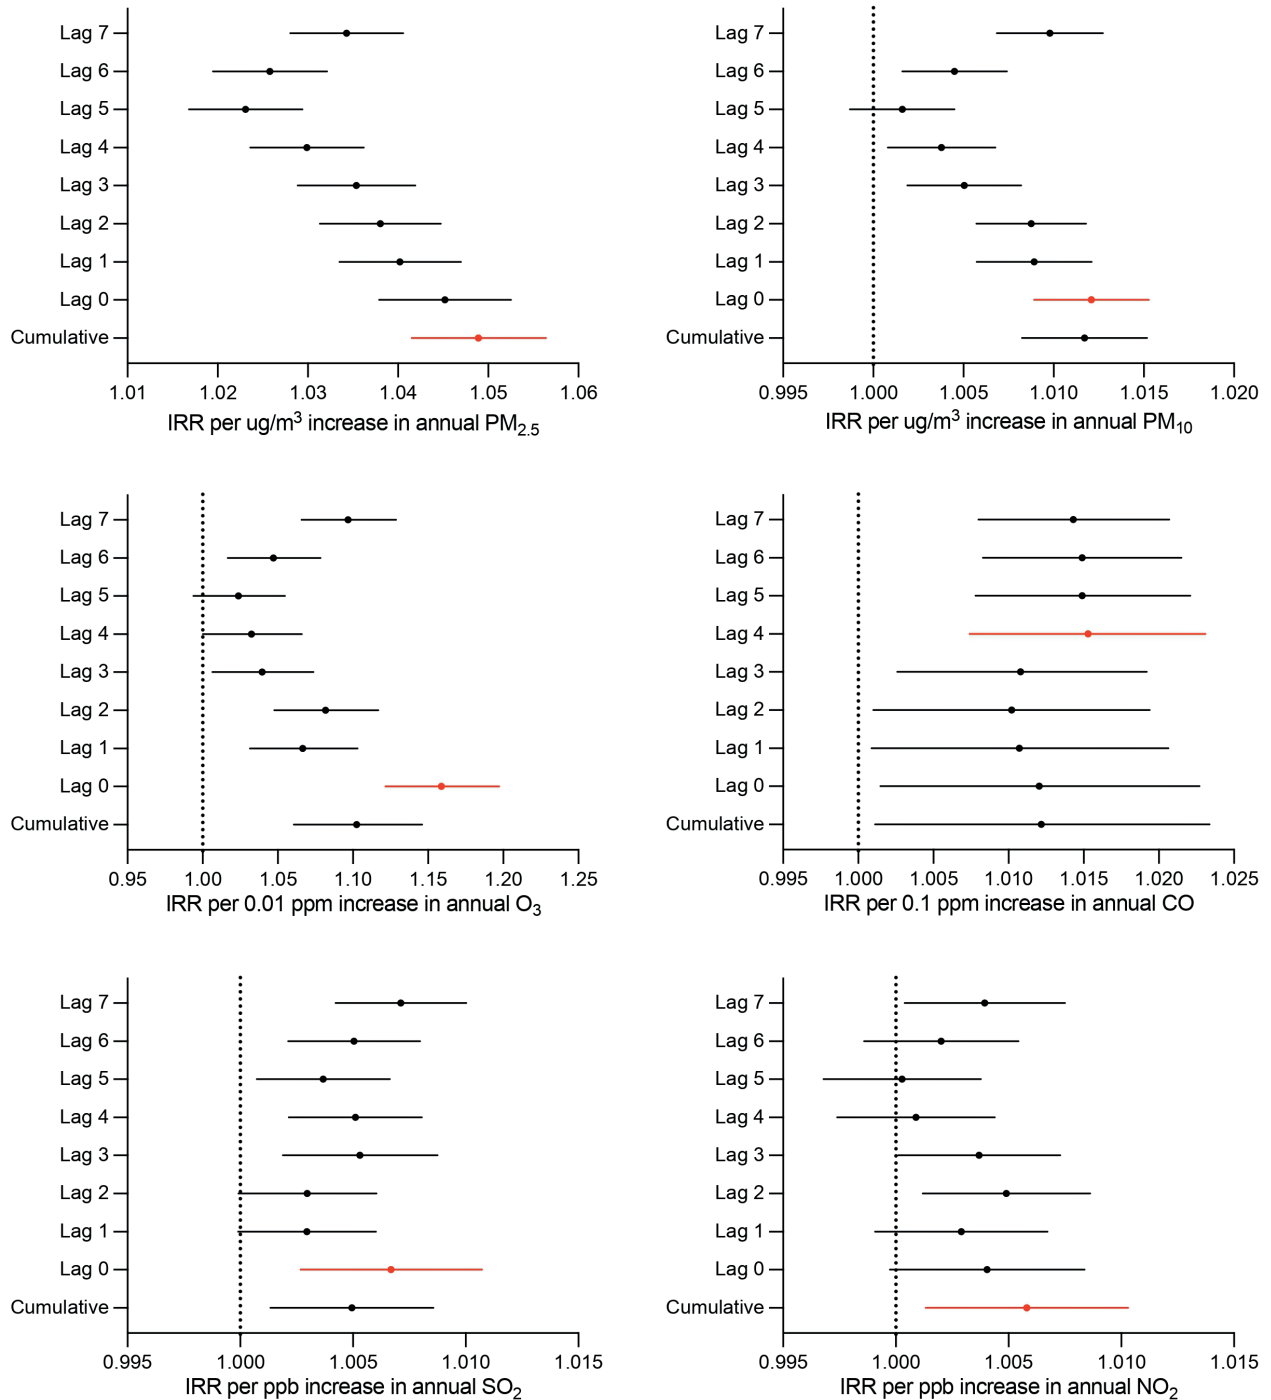 Lag 7
Lag 6
Lag 5
Lag 4
Lag 3
Lag 2
Lag 1
Lag 0
Cumulative
1.01 1.02 1.03 1.04 1.05 1.06
IRR per ug/m³ increase in annual PM₂.₅
Lag 7
Lag 6
Lag 5
Lag 4
Lag 3
Lag 2
Lag 1
Lag 0
Cumulative
0.995 1.000 1.005 1.010 1.015 1.020
IRR per ug/m³ increase in annual PM₁₀
Lag 7
Lag 6
Lag 5
Lag 4
Lag 3
Lag 2
Lag 1
Lag 0
Cumulative
0.95 1.00 1.05 1.10 1.15 1.20 1.25
IRR per 0.01 ppm increase in annual O₃
Lag 7
Lag 6
Lag 5
Lag 4
Lag 3
Lag 2
Lag 1
Lag 0
Cumulative
0.995 1.000 1.005 1.010 1.015 1.020 1.025
IRR per 0.1 ppm increase in annual CO
Lag 7
Lag 6
Lag 5
Lag 4
Lag 3
Lag 2
Lag 1
Lag 0
Cumulative
0.995 1.000 1.005 1.010 1.015
IRR per ppb increase in annual SO₂
Lag 7
Lag 6
Lag 5
Lag 4
Lag 3
Lag 2
Lag 1
Lag 0
Cumulative
0.995 1.000 1.005 1.010 1.015
IRR per ppb increase in annual NO₂